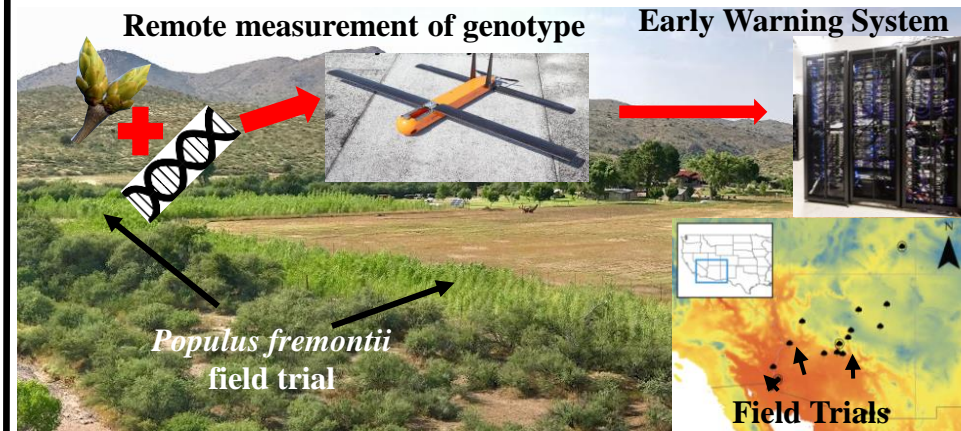 Remote measurement of genotype
Early Warning System
Populus fremontii
field trial
N
Field Trials